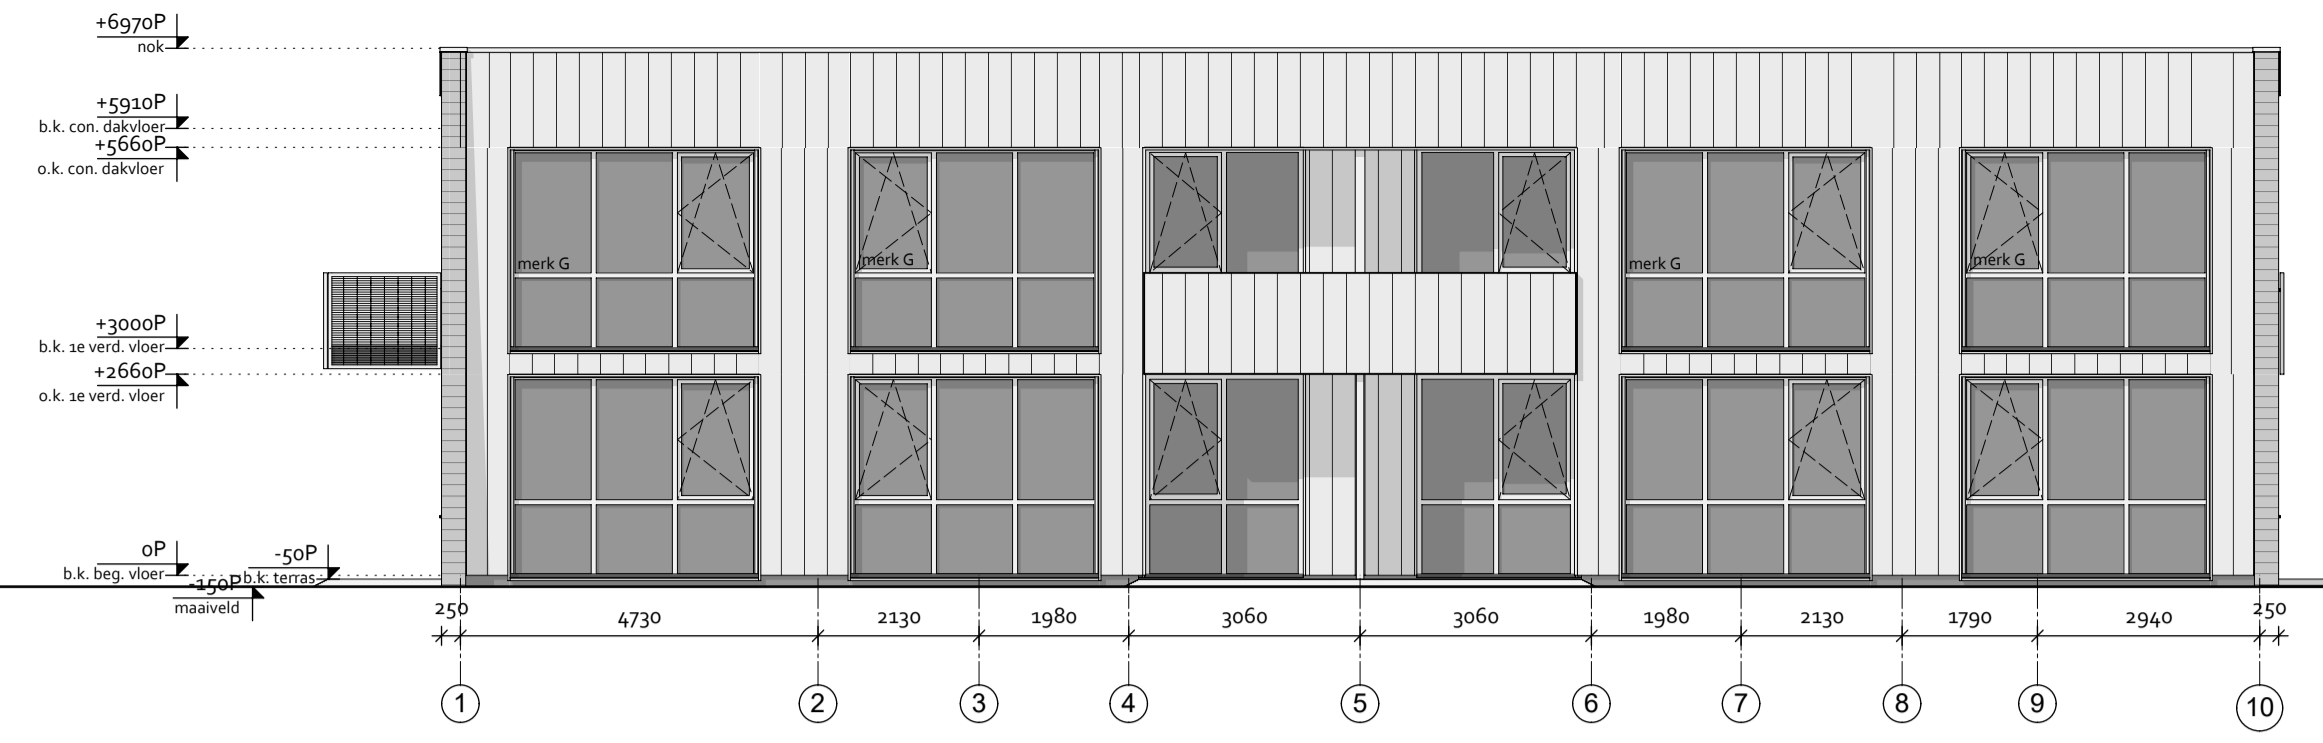 +6970P
nok
+5910P
b.k. con. dakvloer
+5660P
o.k. con. dakvloer
merk G
merk G
merk G
merk G
+3000P
b.k. 1e verd. vloer
+2660P
o.k. 1e verd. vloer
0P
b.k. beg. vloer
-50P
b.k. terras
-150P
maaiveld
250 4730 2130 1980 3060 3060 1980 2130 1790 2940 250
1 2 3 4 5 6 7 8 9 10